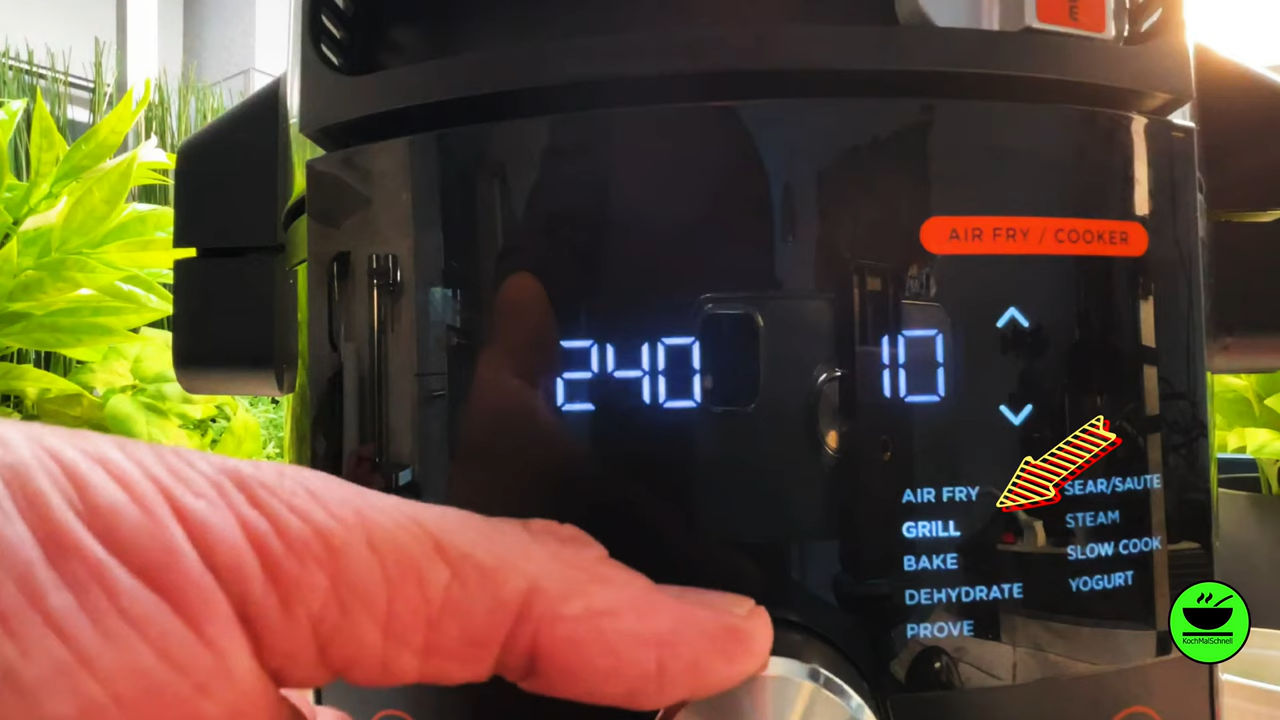 AIR FRY / COOKER
240
10
AIR FRY
GRILL
BAKE
DEHYDRATE
PROVE
SEAR/SAUTE
STEAM
SLOW COOK
YOGURT
KochMalSchnell